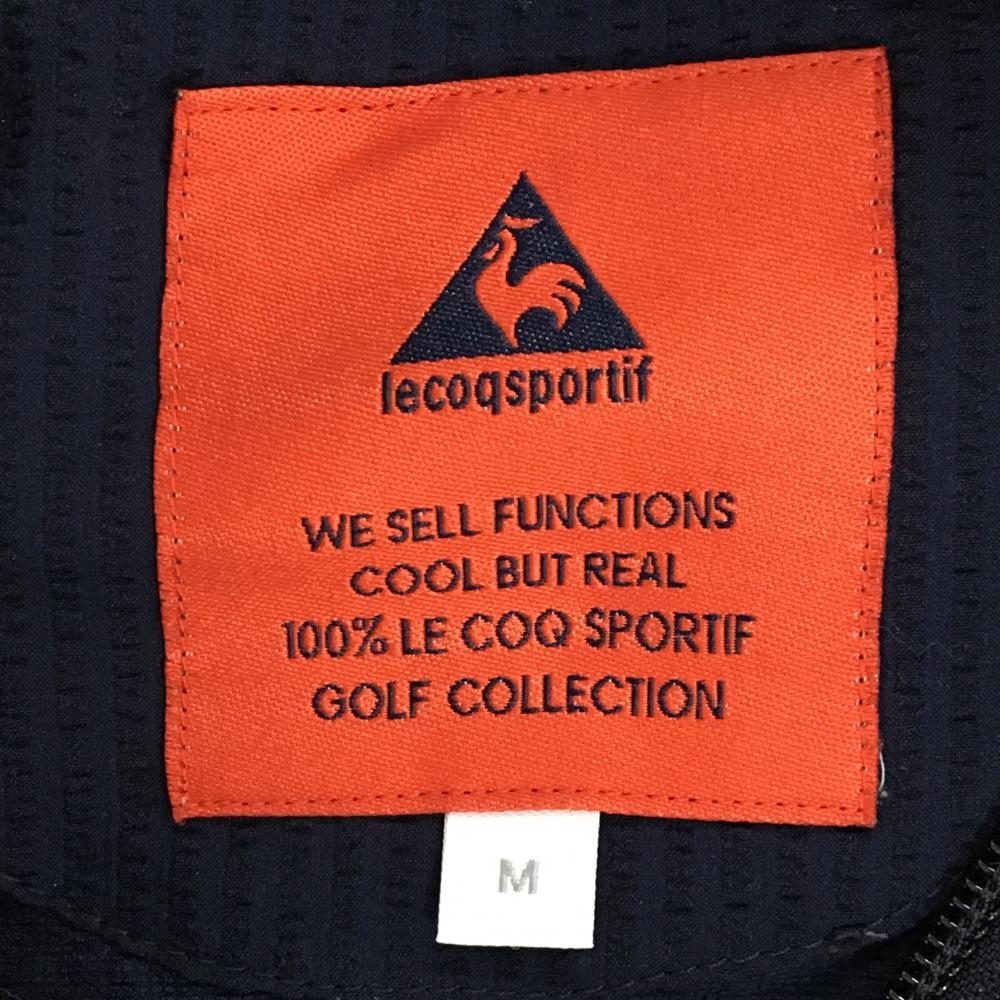 lecoqsportif
WE SELL FUNCTIONS
COOL BUT REAL
100% LE COQ SPORTIF
GOLF COLLECTION
M